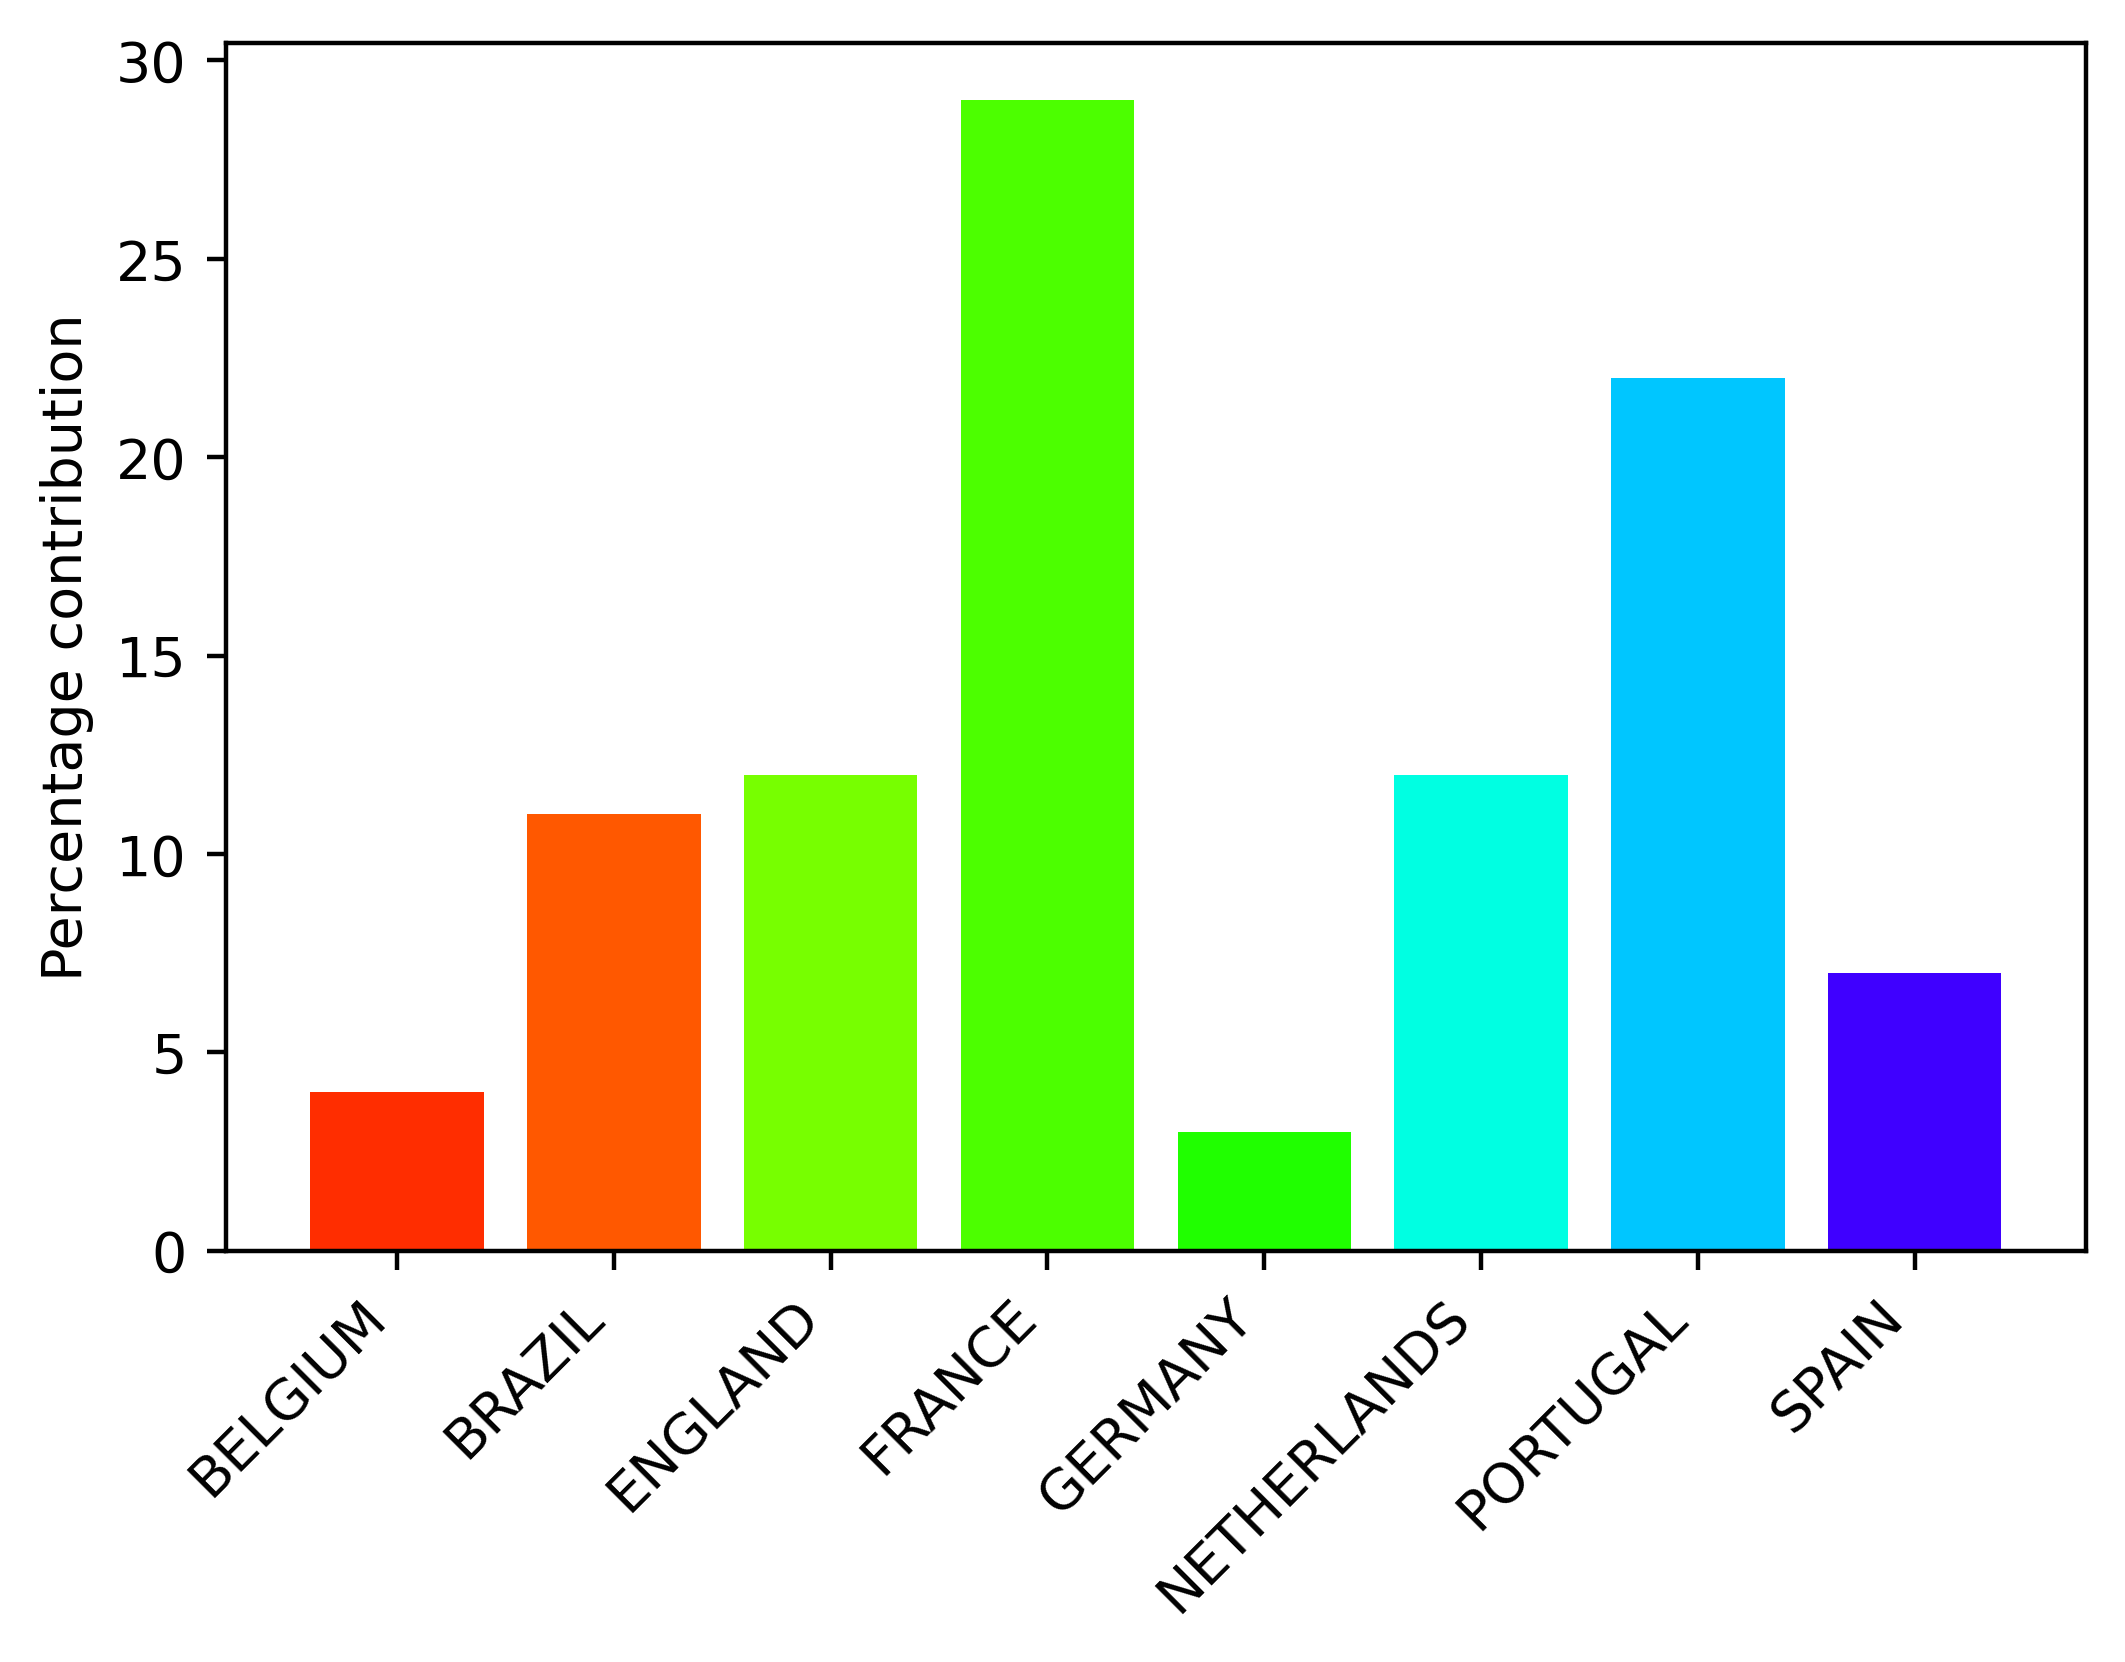 Percentage contribution
30
25
20
15
10
5
0
BELGIUM
BRAZIL
ENGLAND
FRANCE
GERMANY
NETHERLANDS
PORTUGAL
SPAIN